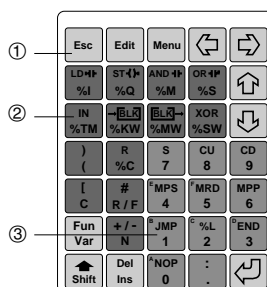 ① Esc Edit Menu
LD ST AND OR
%I %Q %M %S
② IN BLK BLK XOR
%TM %KW %MW %SW
) R S CU CD
( %C 7 8 9
[ # E MPS F MRD MPP
C R / F 4 5 6
Fun + / - B JMP C %L D END
③ Var N 1 2 3
Del A NOP :
Shift Ins 0 .